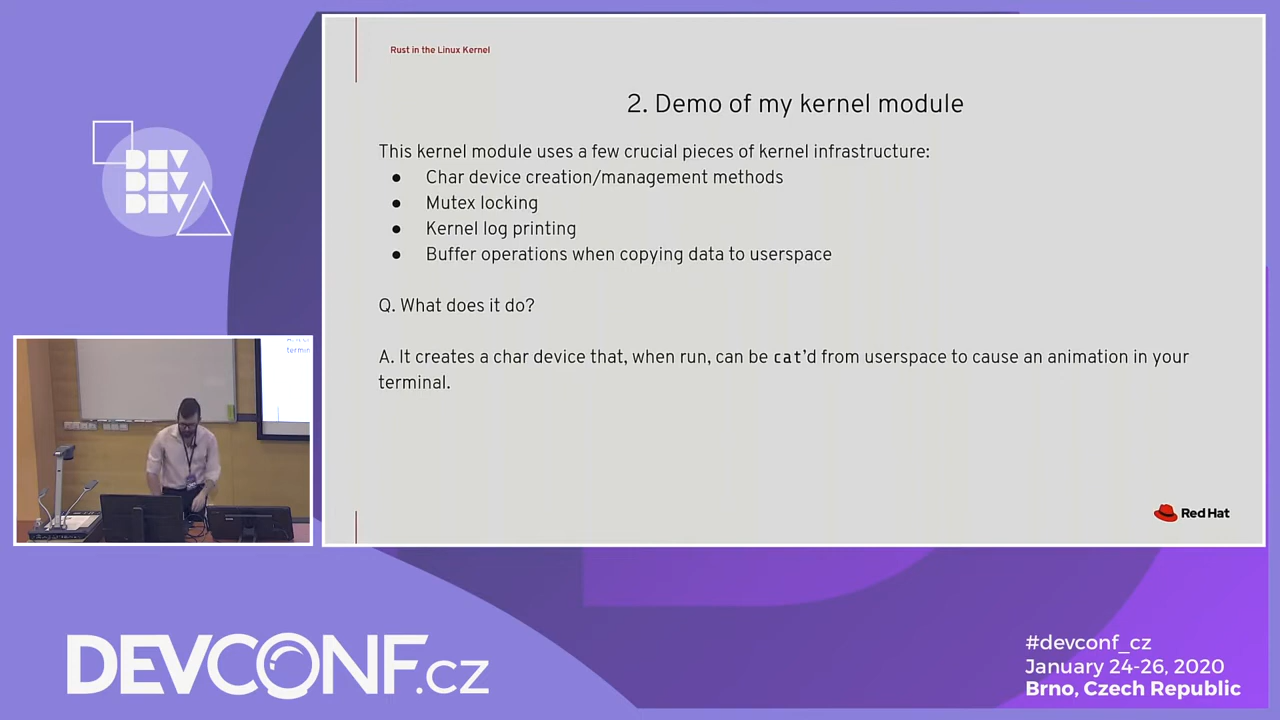 Rust in the Linux Kernel
2. Demo of my kernel module
This kernel module uses a few crucial pieces of kernel infrastructure:
● Char device creation/management methods
● Mutex locking
● Kernel log printing
● Buffer operations when copying data to userspace
Q. What does it do?
A. It creates a char device that, when run, can be cat'd from userspace to cause an animation in your
terminal.
Red Hat
DEV
DEV
DEV
termin
DEVCONF.cz
#devconf_cz
January 24-26, 2020
Brno, Czech Republic